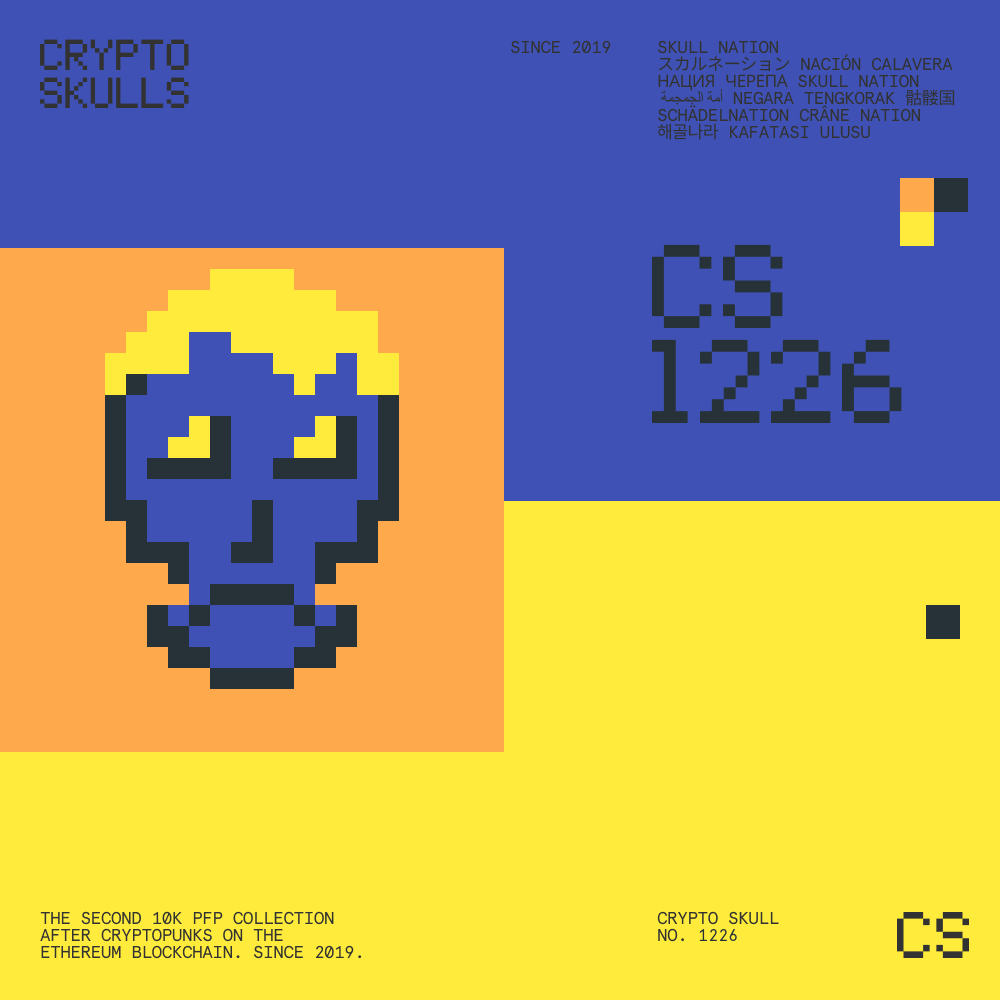 CRYPTO
SKULLS
SINCE 2019
SKULL NATION
スカルネーション NACIÓN CALAVERA
НАЦИЯ ЧЕРЕПА SKULL NATION
أمة الجمجمة NEGARA TENGKORAK 骷髅国
SCHÄDELNATION CRÂNE NATION
해골나라 KAFATASI ULUSU
CS
1226
THE SECOND 10K PFP COLLECTION
AFTER CRYPTOPUNKS ON THE
ETHEREUM BLOCKCHAIN. SINCE 2019.
CRYPTO SKULL
NO. 1226
CS